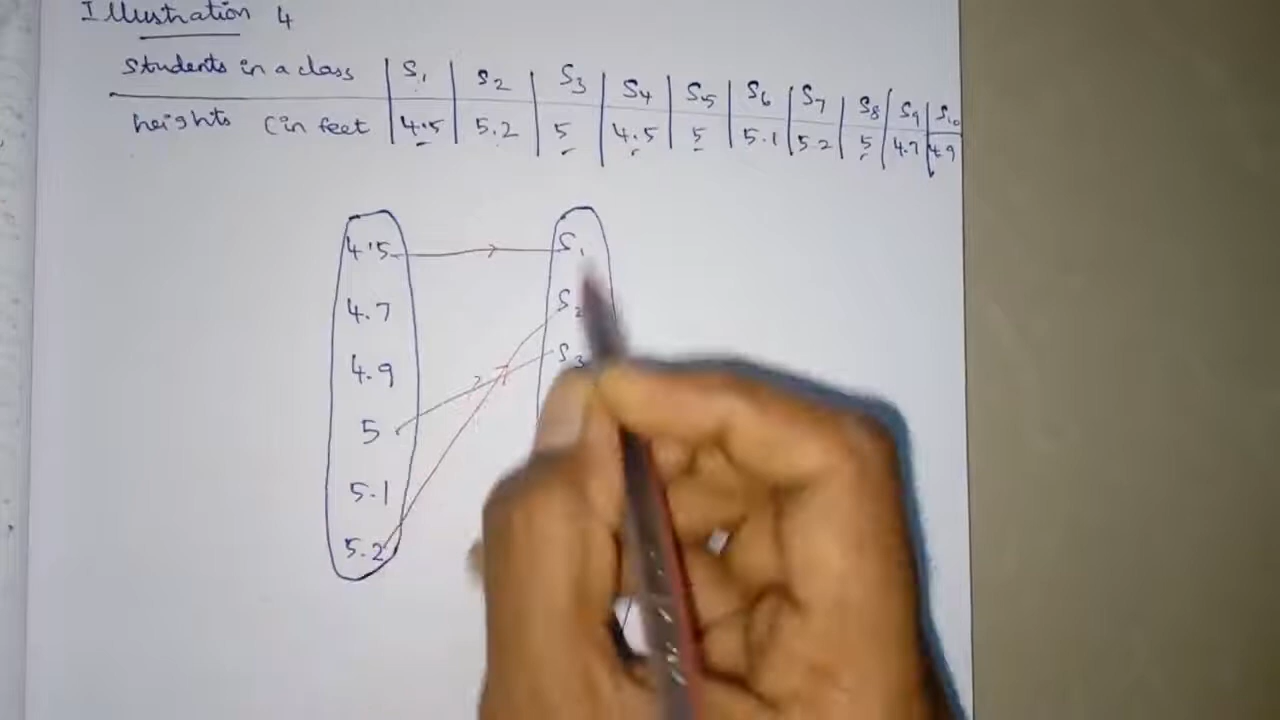 Illustration 4
Students in a class S1 S2 S3 S4 S5 S6 S7 S8 S9 S10
heights (in feet 4.5 5.2 5 4.5 5 5.1 5.2 5 4.7 4.9
4.5 S1
4.7 S2
4.9 S3
5
5.1
5.2